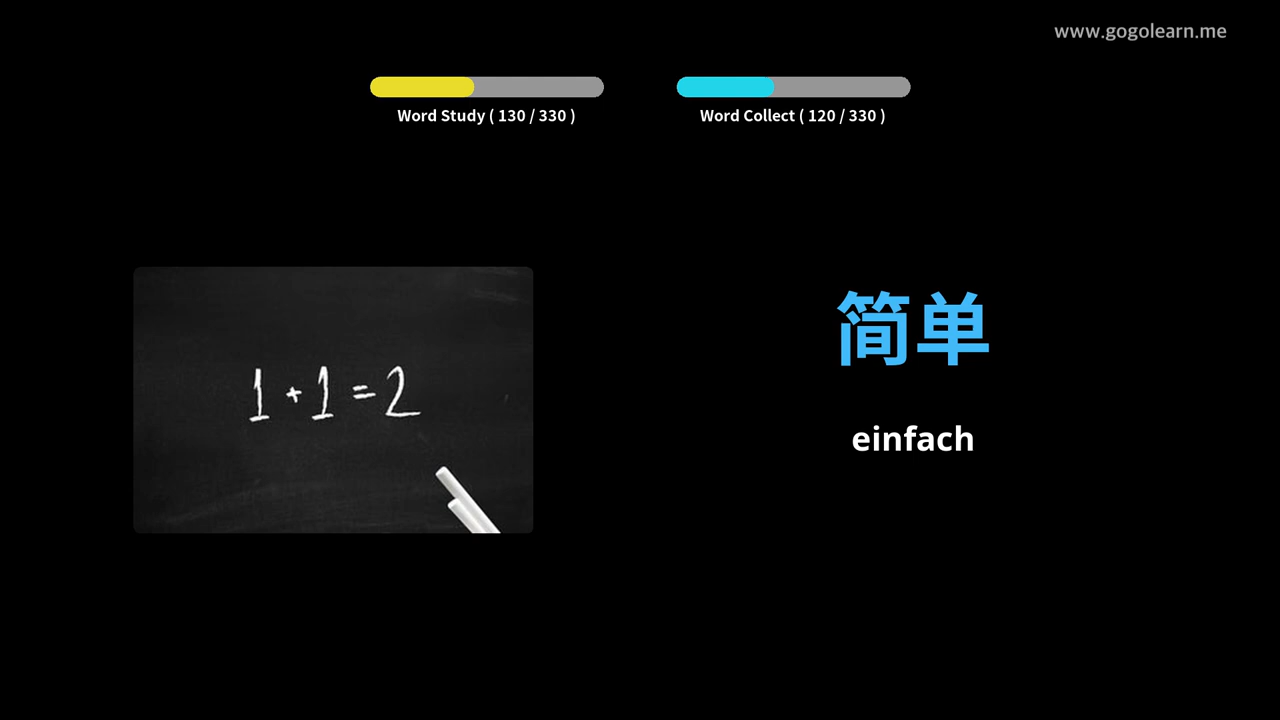 www.gogolearn.me
Word Study ( 130 / 330 )
Word Collect ( 120 / 330 )
1 + 1 = 2
简单
einfach